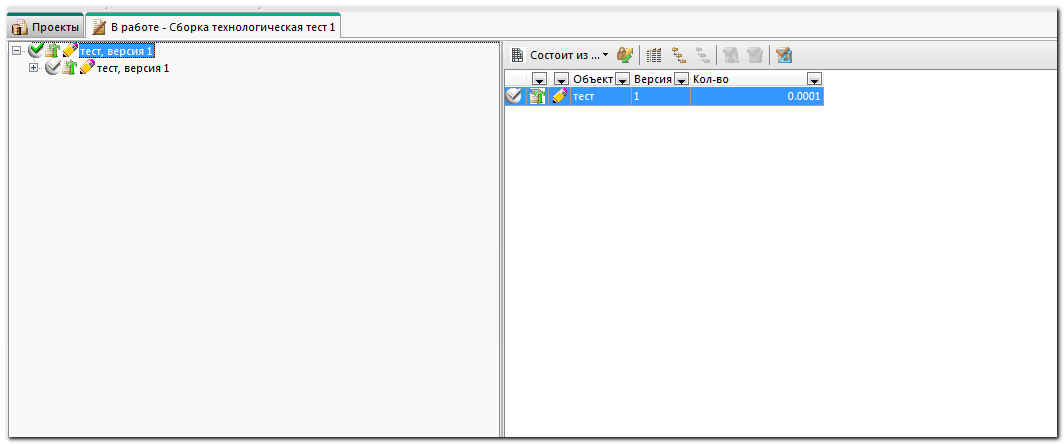 Проекты
В работе - Сборка технологическая тест 1
тест, версия 1
тест, версия 1
Состоит из ...
Объект Версия Кол-во
тест 1 0.0001